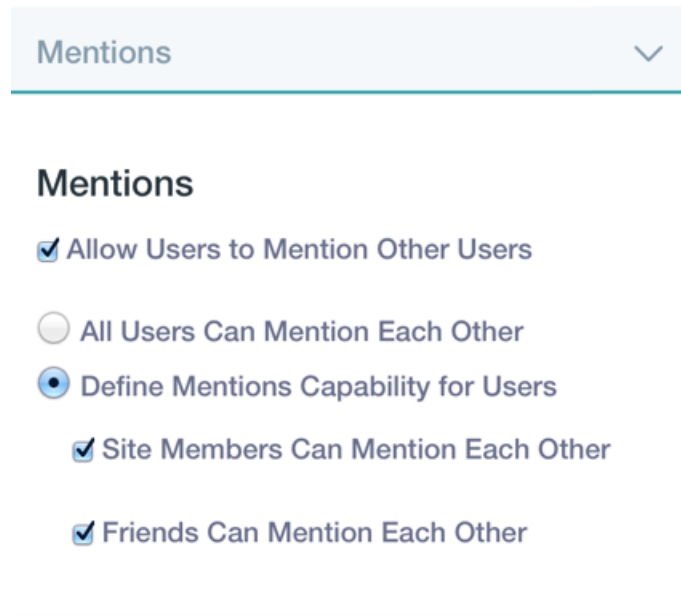 Mentions
Mentions
Allow Users to Mention Other Users
All Users Can Mention Each Other
Define Mentions Capability for Users
Site Members Can Mention Each Other
Friends Can Mention Each Other